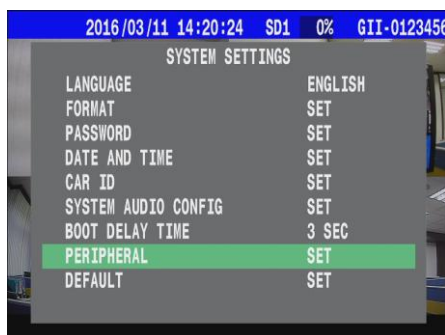 2016/03/11 14:20:24 SD1 0% GII-0123456
SYSTEM SETTINGS
LANGUAGE ENGLISH
FORMAT SET
PASSWORD SET
DATE AND TIME SET
CAR ID SET
SYSTEM AUDIO CONFIG SET
BOOT DELAY TIME 3 SEC
PERIPHERAL SET
DEFAULT SET